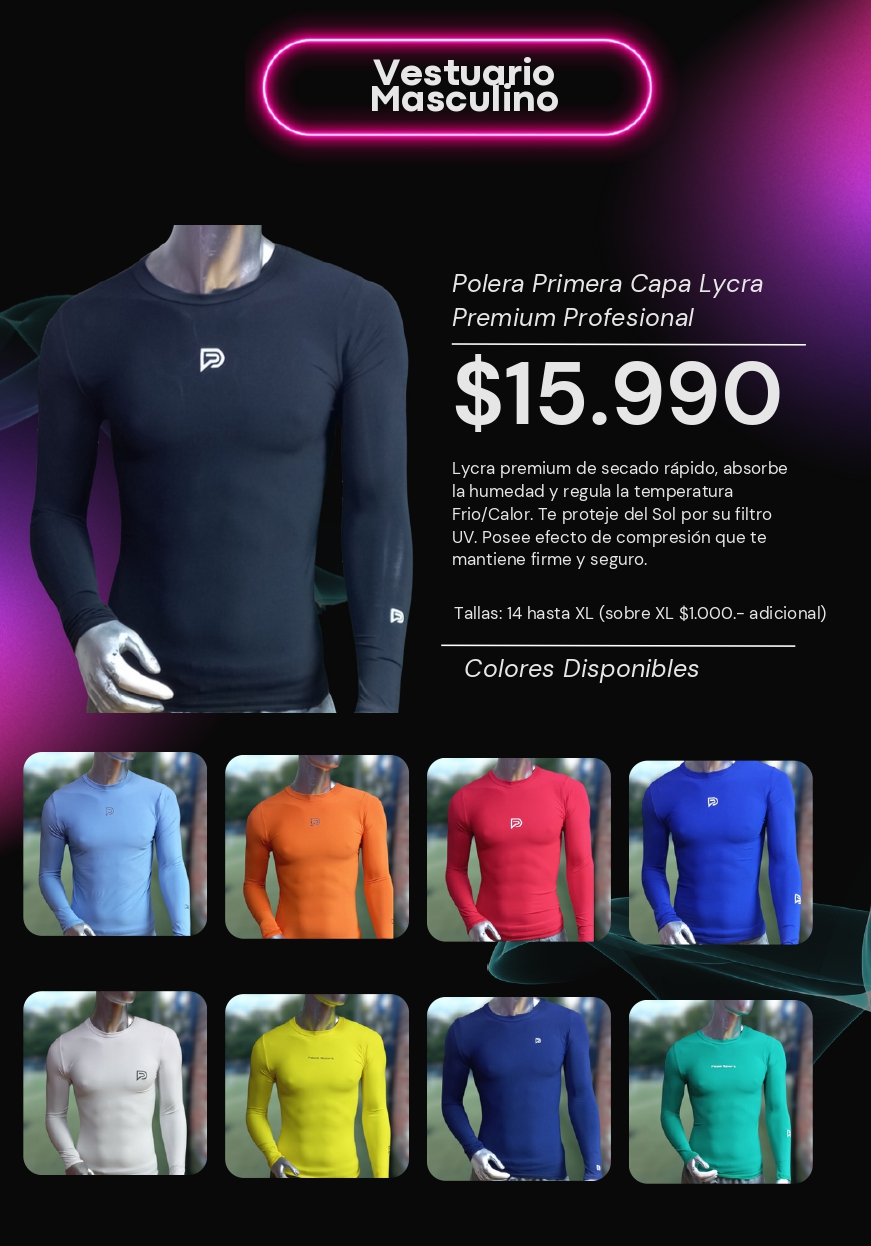 Vestuario
Masculino
Polera Primera Capa Lycra
Premium Profesional
$15.990
Lycra premium de secado rápido, absorbe
la humedad y regula la temperatura
Frio/Calor. Te proteje del Sol por su filtro
UV. Posee efecto de compresión que te
mantiene firme y seguro.
Tallas: 14 hasta XL (sobre XL $1.000.- adicional)
Colores Disponibles